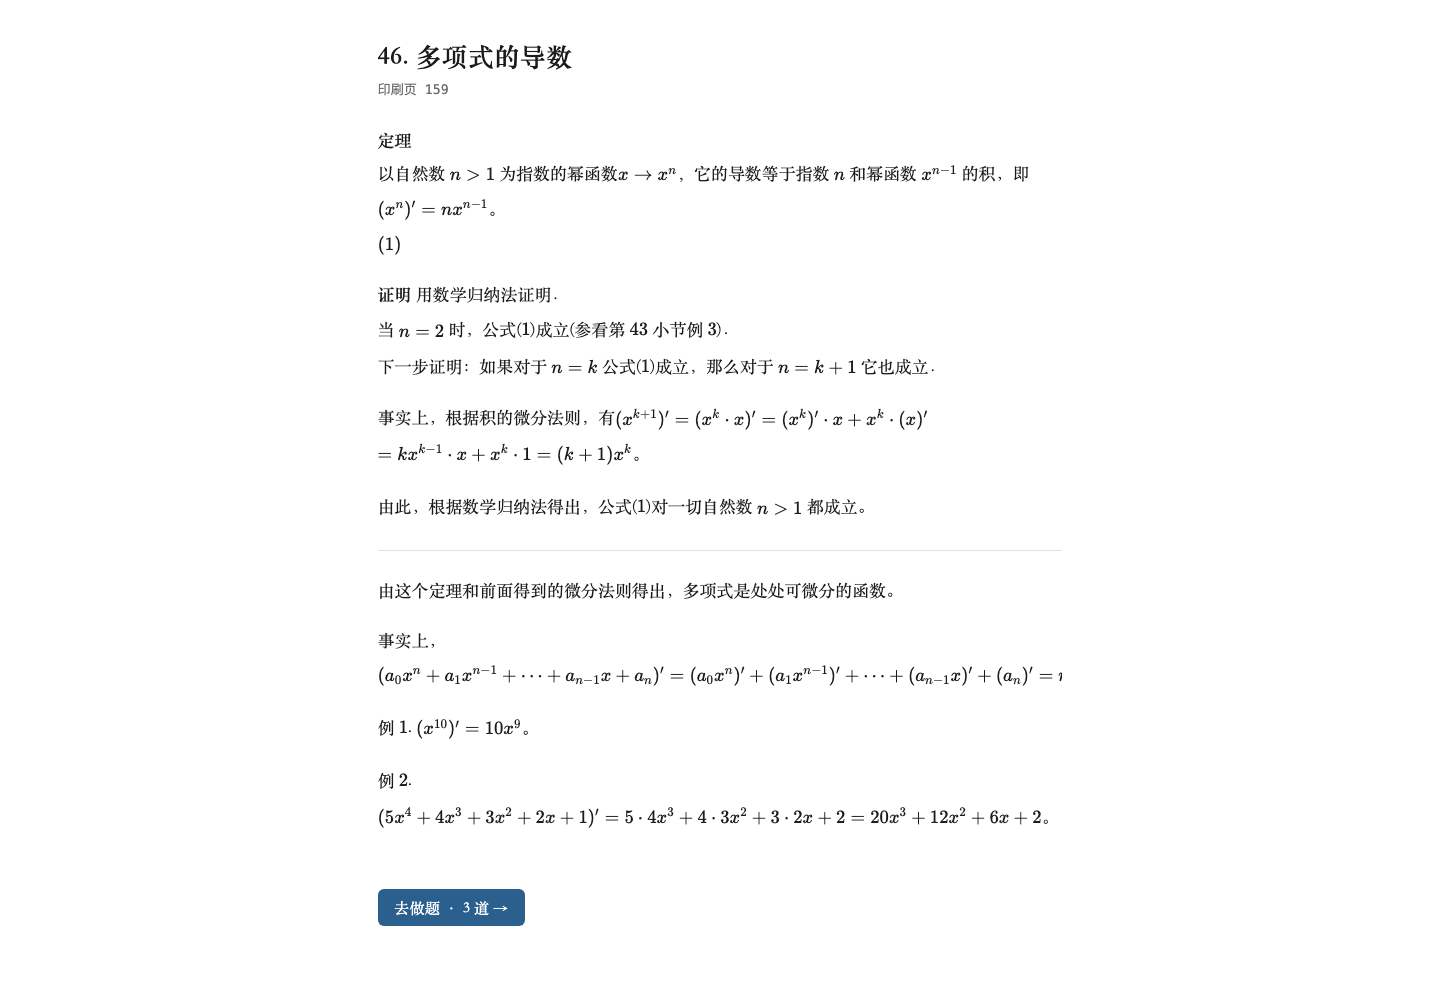 46. 多项式的导数
印刷页 159
定理
以自然数 n > 1 为指数的幂函数x → xⁿ，它的导数等于指数 n 和幂函数 xⁿ⁻¹ 的积，即
(xⁿ)′ = nxⁿ⁻¹。
(1)
证明 用数学归纳法证明.
当 n = 2 时，公式(1)成立(参看第 43 小节例 3).
下一步证明：如果对于 n = k 公式(1)成立，那么对于 n = k + 1 它也成立.
事实上，根据积的微分法则，有(xᵏ⁺¹)′ = (xᵏ · x)′ = (xᵏ)′ · x + xᵏ · (x)′
= kxᵏ⁻¹ · x + xᵏ · 1 = (k + 1)xᵏ。
由此，根据数学归纳法得出，公式(1)对一切自然数 n > 1 都成立。
由这个定理和前面得到的微分法则得出，多项式是处处可微分的函数。
事实上，
(a₀xⁿ + a₁xⁿ⁻¹ + ⋯ + aₙ₋₁x + aₙ)′ = (a₀xⁿ)′ + (a₁xⁿ⁻¹)′ + ⋯ + (aₙ₋₁x)′ + (aₙ)′ =
例 1. (x¹⁰)′ = 10x⁹。
例 2.
(5x⁴ + 4x³ + 3x² + 2x + 1)′ = 5 · 4x³ + 4 · 3x² + 3 · 2x + 2 = 20x³ + 12x² + 6x + 2。
去做题 · 3 道 →